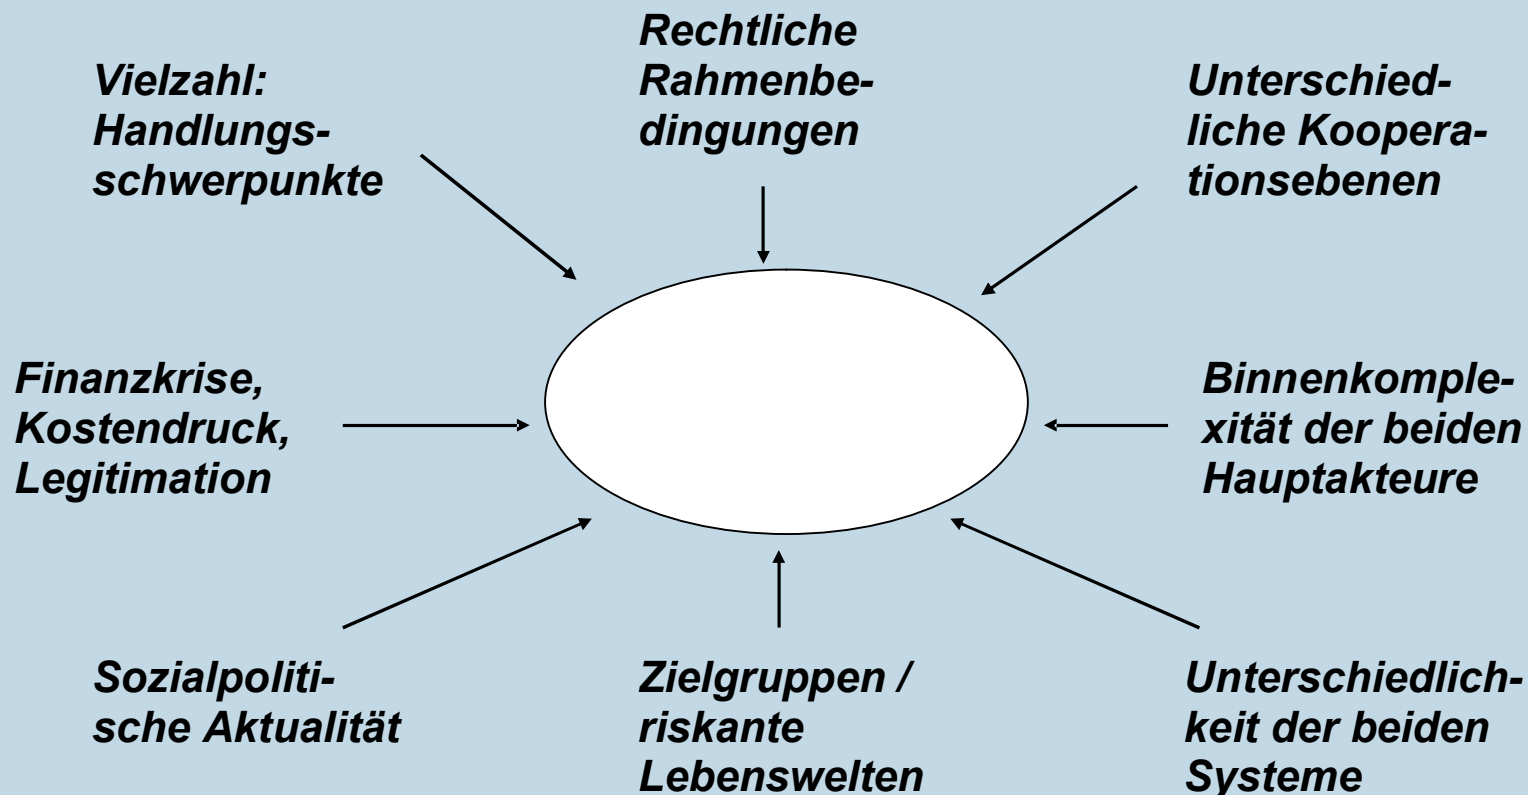 Rechtliche
Rahmenbe-
dingungen
Vielzahl:
Handlungs-
schwerpunkte
Unterschied-
liche Koopera-
tionsebenen
Finanzkrise,
Kostendruck,
Legitimation
Binnenkomple-
xität der beiden
Hauptakteure
Sozialpoliti-
sche Aktualität
Zielgruppen /
riskante
Lebenswelten
Unterschiedlich-
keit der beiden
Systeme